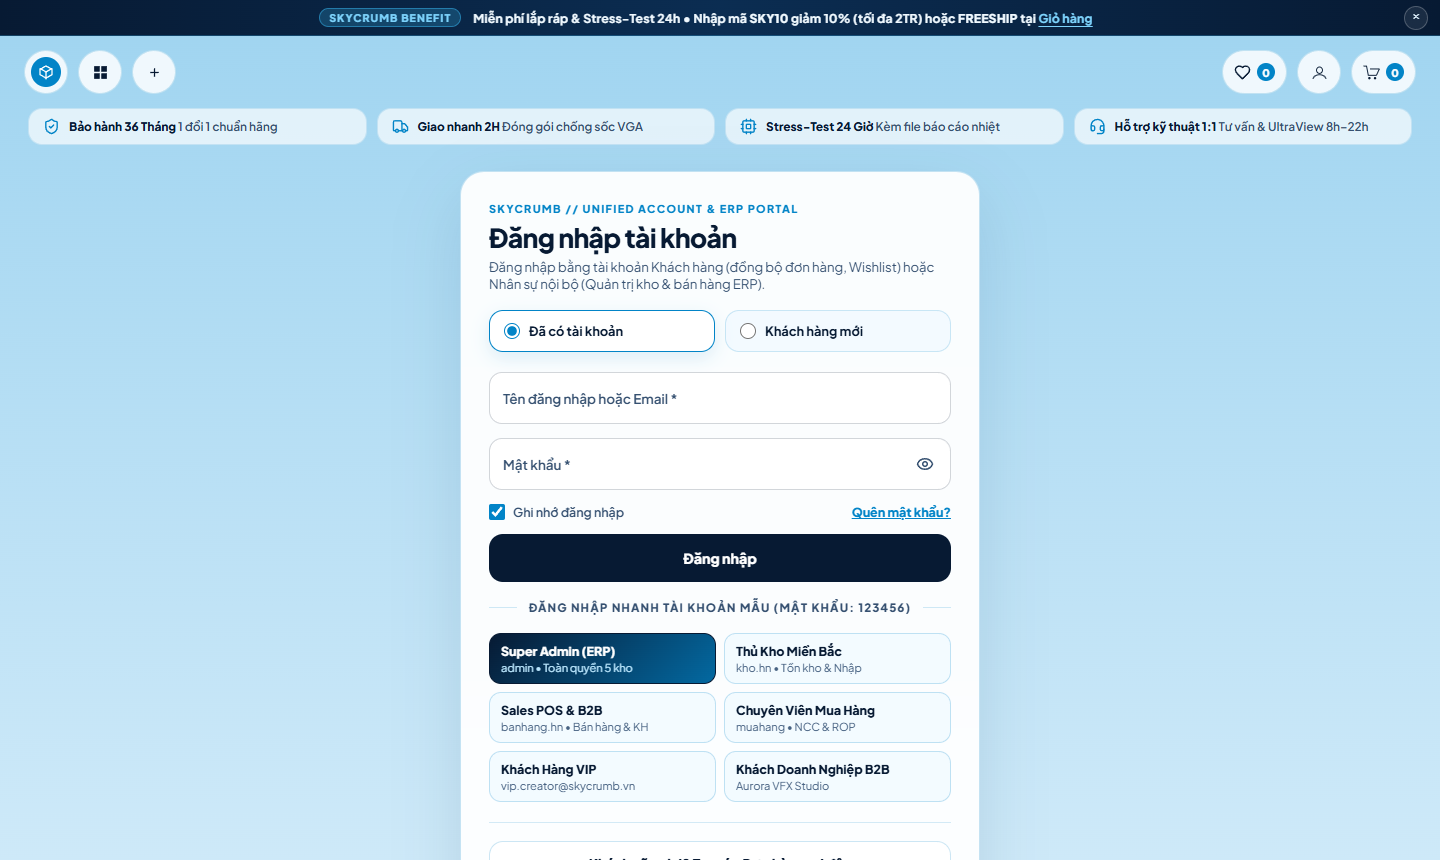 SKYCRUMB BENEFIT Miễn phí lắp ráp & Stress-Test 24h • Nhập mã SKY10 giảm 10% (tối đa 2TR) hoặc FREESHIP tại Giỏ hàng
0
0
Bảo hành 36 Tháng 1 đổi 1 chuẩn hãng
Giao nhanh 2H Đóng gói chống sốc VGA
Stress-Test 24 Giờ Kèm file báo cáo nhiệt
Hỗ trợ kỹ thuật 1:1 Tư vấn & UltraView 8h–22h
SKYCRUMB // UNIFIED ACCOUNT & ERP PORTAL
Đăng nhập tài khoản
Đăng nhập bằng tài khoản Khách hàng (đồng bộ đơn hàng, Wishlist) hoặc
Nhân sự nội bộ (Quản trị kho & bán hàng ERP).
Đã có tài khoản
Khách hàng mới
Tên đăng nhập hoặc Email *
Mật khẩu *
Ghi nhớ đăng nhập
Quên mật khẩu?
Đăng nhập
ĐĂNG NHẬP NHANH TÀI KHOẢN MẪU (MẬT KHẨU: 123456)
Super Admin (ERP)
admin • Toàn quyền 5 kho
Thủ Kho Miền Bắc
kho.hn • Tồn kho & Nhập
Sales POS & B2B
banhang.hn • Bán hàng & KH
Chuyên Viên Mua Hàng
muahang • NCC & ROP
Khách Hàng VIP
vip.creator@skycrumb.vn
Khách Doanh Nghiệp B2B
Aurora VFX Studio